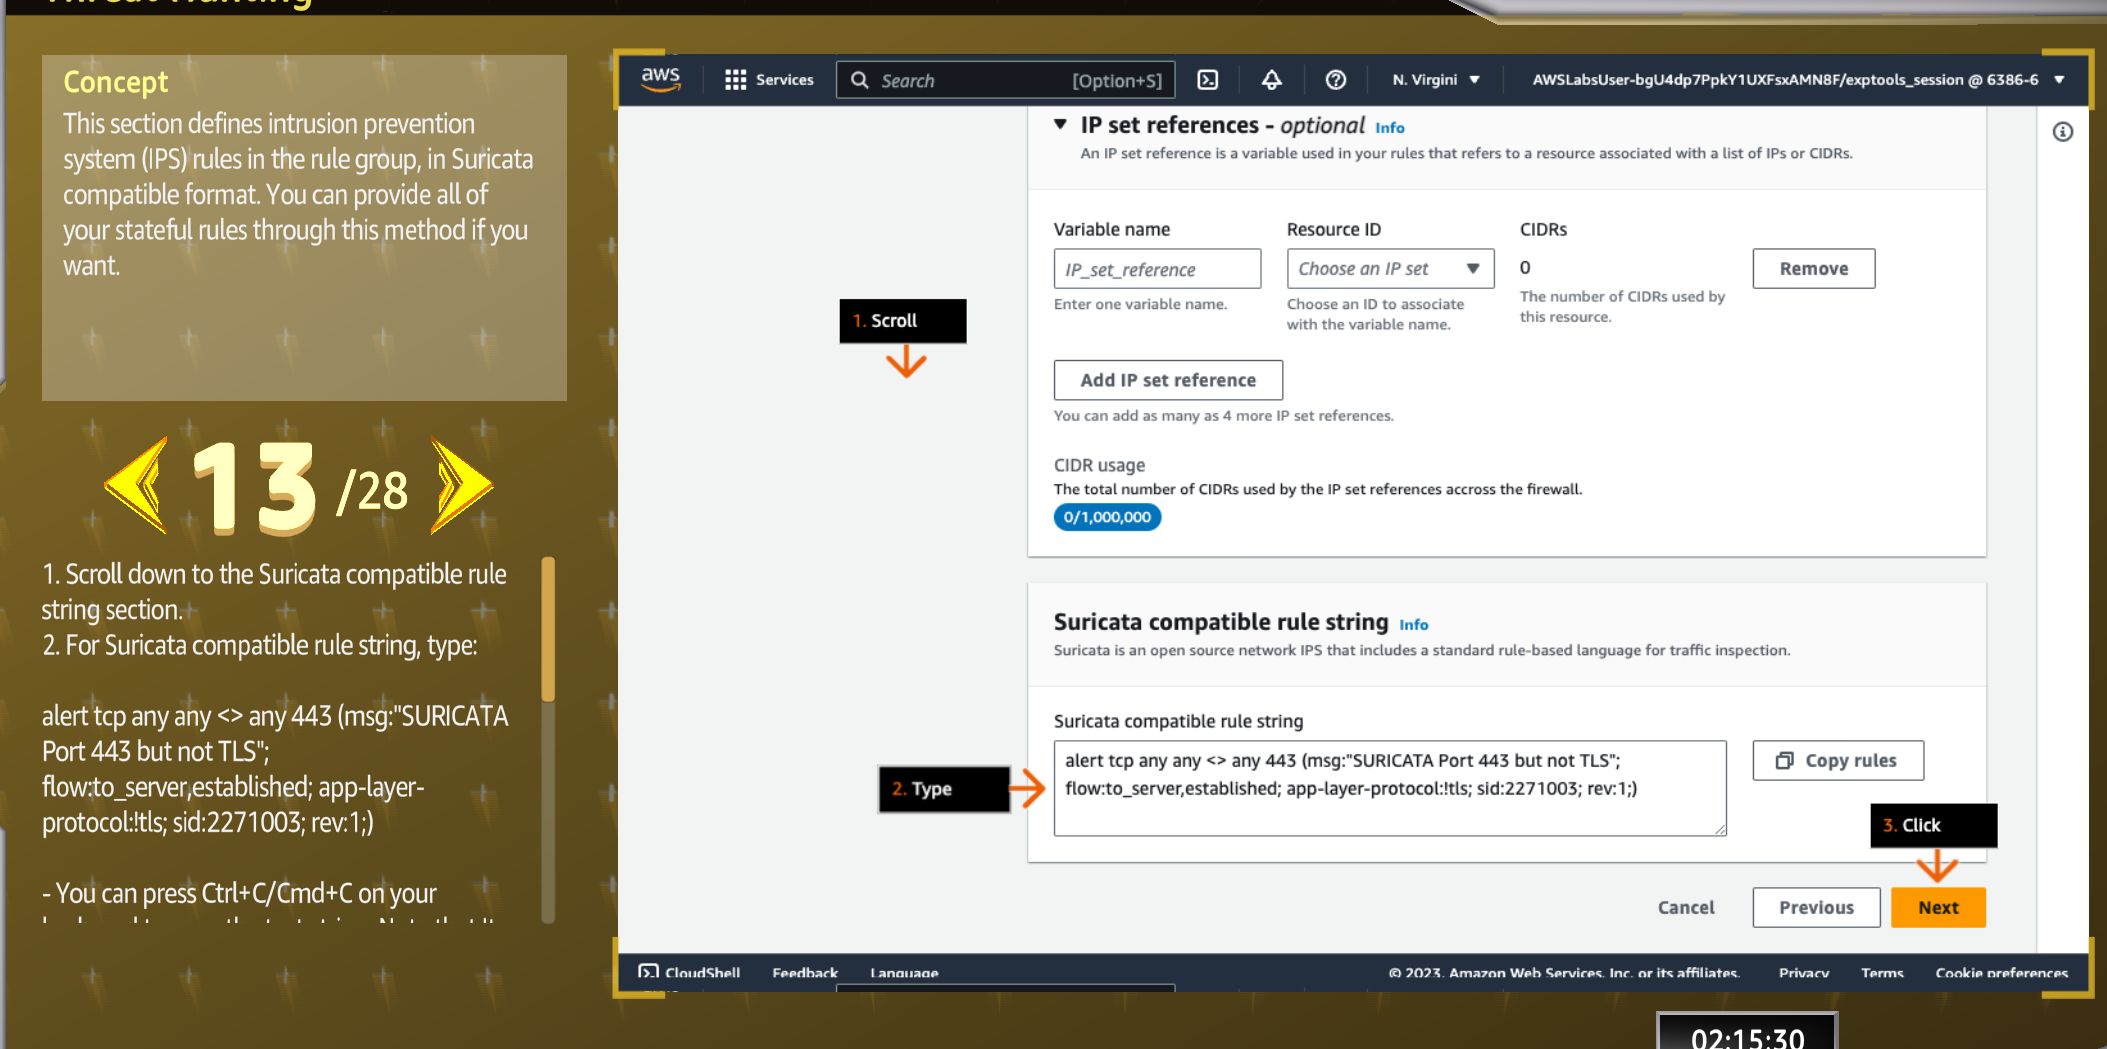 Threat Hunting
Concept
This section defines intrusion prevention
system (IPS) rules in the rule group, in Suricata
compatible format. You can provide all of
your stateful rules through this method if you
want.
13 /28
1. Scroll down to the Suricata compatible rule
string section.
2. For Suricata compatible rule string, type:
alert tcp any any <> any 443 (msg:"SURICATA
Port 443 but not TLS";
flow:to_server,established; app-layer-
protocol:!tls; sid:2271003; rev:1;)
- You can press Ctrl+C/Cmd+C on your
aws
Services
Search [Option+S]
N. Virgini
AWSLabsUser-bgU4dp7PpkY1UXFsxAMN8F/exptools_session @ 6386-6
IP set references - optional Info
An IP set reference is a variable used in your rules that refers to a resource associated with a list of IPs or CIDRs.
Variable name Resource ID CIDRs
IP_set_reference Choose an IP set 0 Remove
Enter one variable name. Choose an ID to associate The number of CIDRs used by
with the variable name. this resource.
1. Scroll
Add IP set reference
You can add as many as 4 more IP set references.
CIDR usage
The total number of CIDRs used by the IP set references accross the firewall.
0/1,000,000
Suricata compatible rule string Info
Suricata is an open source network IPS that includes a standard rule-based language for traffic inspection.
Suricata compatible rule string
alert tcp any any <> any 443 (msg:"SURICATA Port 443 but not TLS";
flow:to_server,established; app-layer-protocol:!tls; sid:2271003; rev:1;)
Copy rules
2. Type
3. Click
Cancel Previous Next
CloudShell Feedback Language © 2023, Amazon Web Services, Inc. or its affiliates. Privacy Terms Cookie preferences
02:15:30